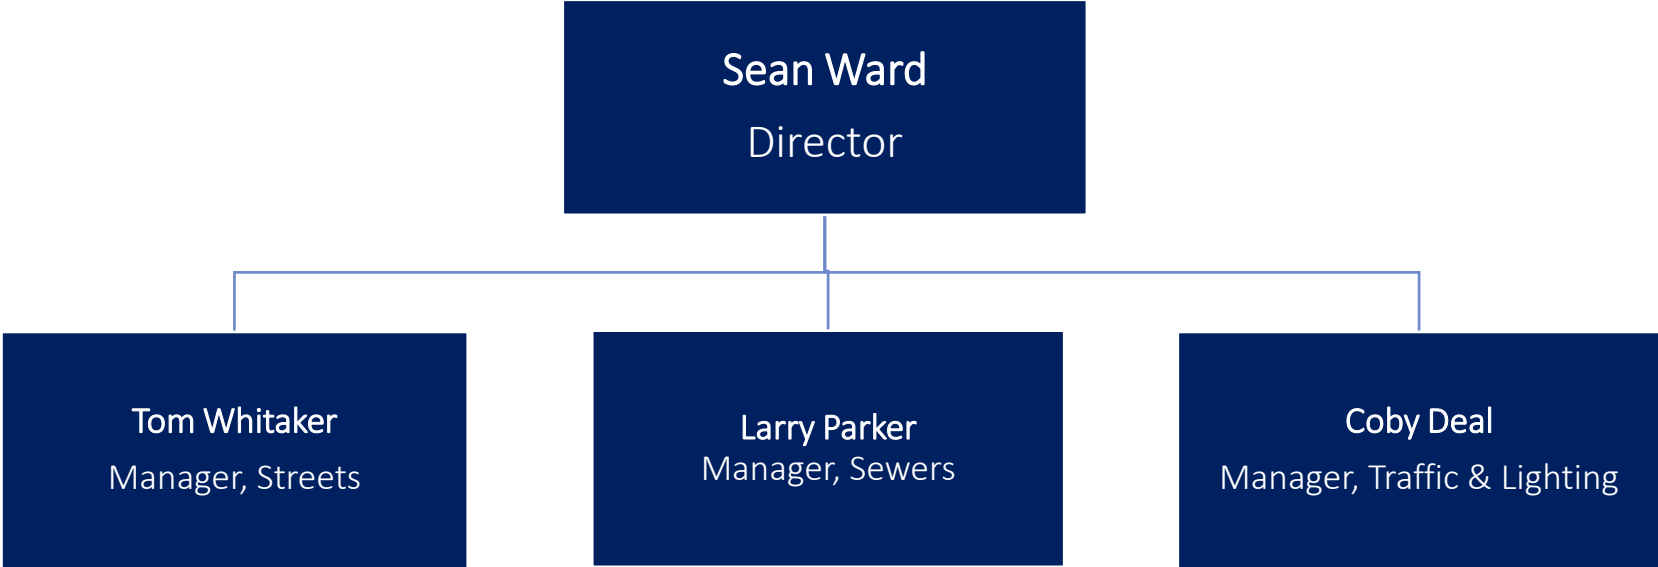 Sean Ward
Director
Tom Whitaker
Manager, Streets
Larry Parker
Manager, Sewers
Coby Deal
Manager, Traffic & Lighting